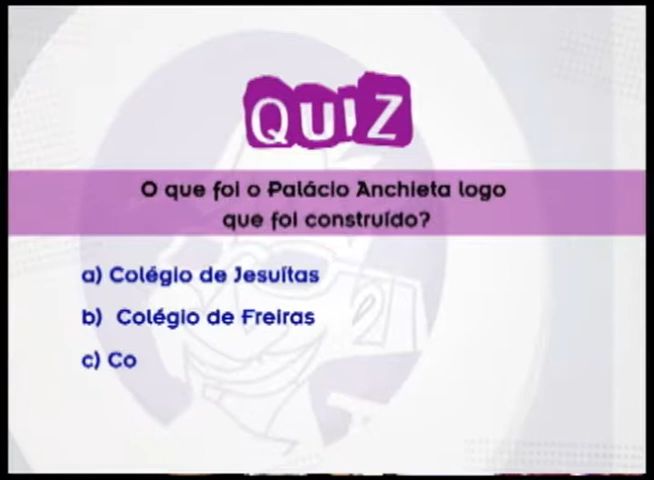 QUIZ
O que foi o Palácio Anchieta logo
que foi construído?
a) Colégio de Jesuítas
b) Colégio de Freiras
c) Co